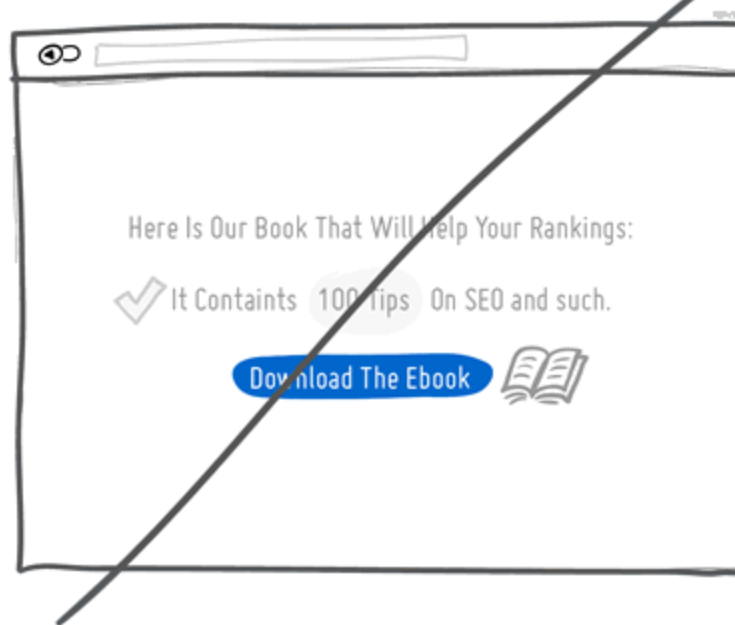 Here Is Our Book That Will Help Your Rankings:
It Containts 100 Tips On SEO and such.
Download The Ebook